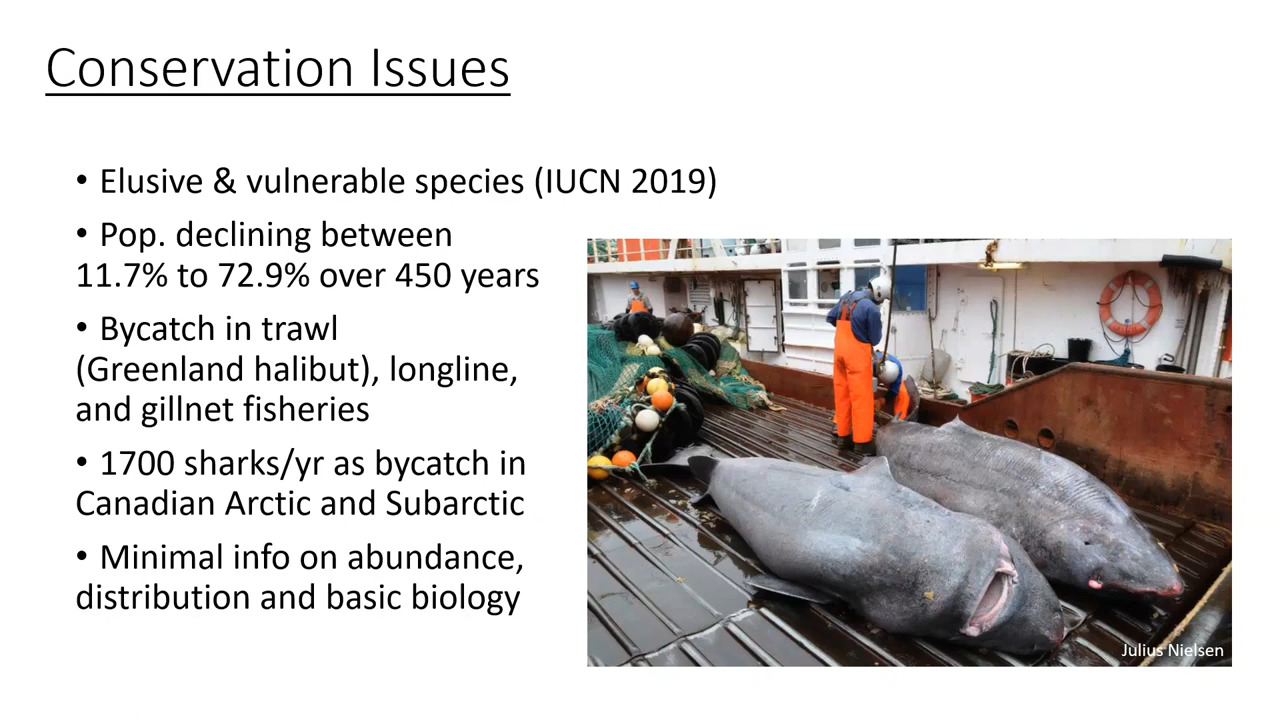 Conservation Issues
• Elusive & vulnerable species (IUCN 2019)
• Pop. declining between
11.7% to 72.9% over 450 years
• Bycatch in trawl
(Greenland halibut), longline,
and gillnet fisheries
• 1700 sharks/yr as bycatch in
Canadian Arctic and Subarctic
• Minimal info on abundance,
distribution and basic biology
Julius Nielsen